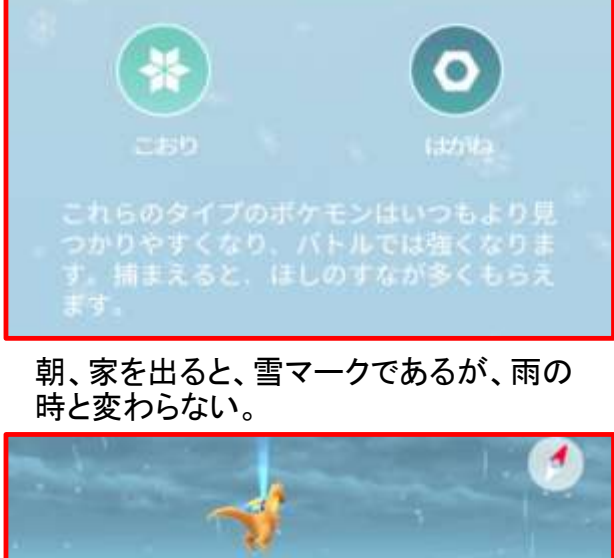 こおり はがね
これらのタイプのポケモンはいつもより見
つかりやすくなり、バトルでは強くなりま
す。捕まえると、ほしのすなが多くもらえ
ます。
朝、家を出ると、雪マークであるが、雨の
時と変わらない。